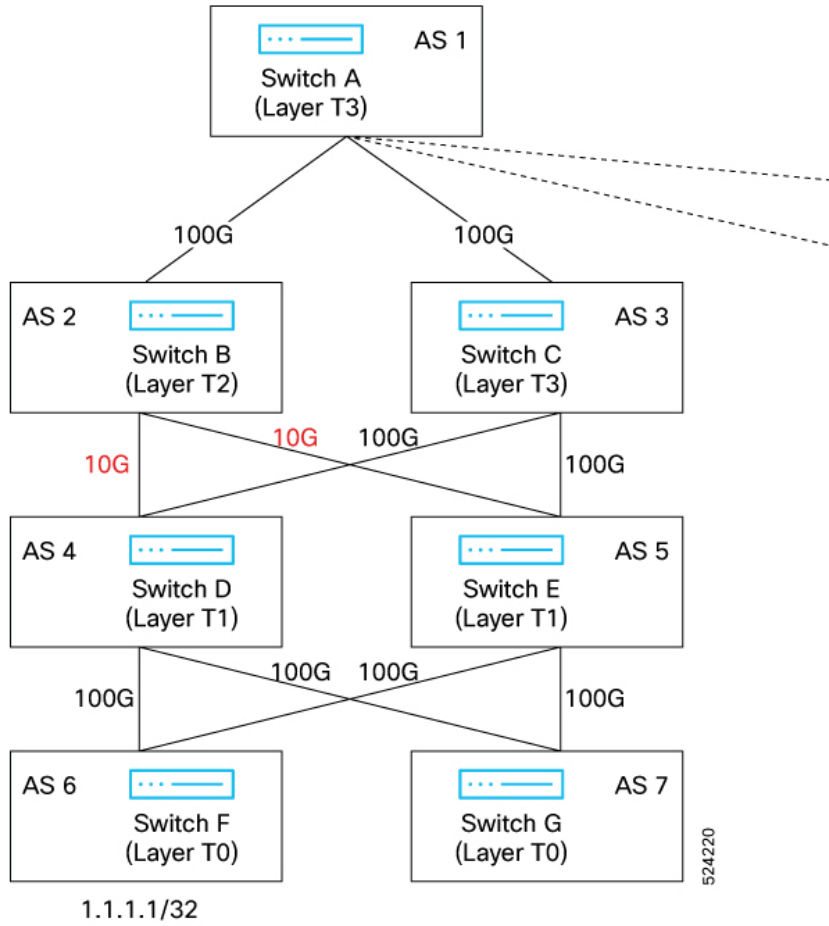 AS 1
Switch A
(Layer T3)
100G
100G
AS 2
Switch B
(Layer T2)
AS 3
Switch C
(Layer T3)
10G
10G
100G
100G
AS 4
Switch D
(Layer T1)
AS 5
Switch E
(Layer T1)
100G
100G
100G
100G
AS 6
Switch F
(Layer T0)
AS 7
Switch G
(Layer T0)
1.1.1.1/32
524220